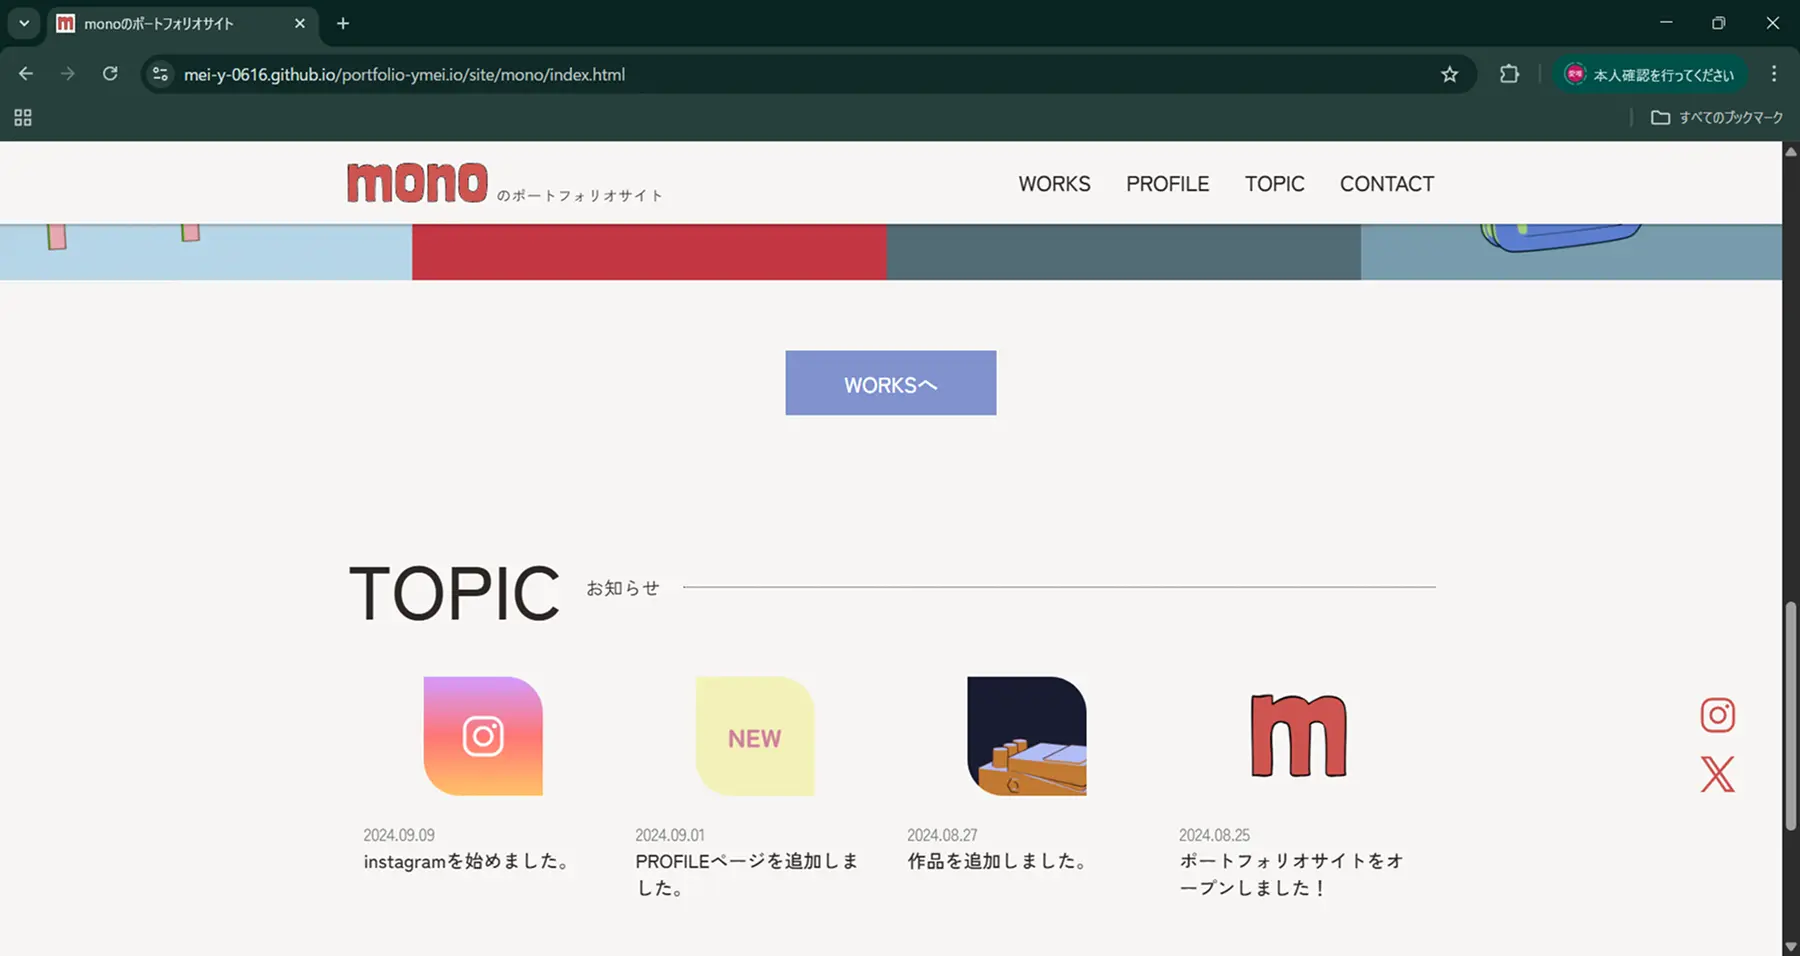 monoのポートフォリオサイト
mei-y-0616.github.io/portfolio-ymei.io/site/mono/index.html
本人確認を行ってください
すべてのブックマーク
mono のポートフォリオサイト
WORKS PROFILE TOPIC CONTACT
WORKSへ
TOPIC お知らせ
NEW
m
2024.09.09
instagramを始めました。
2024.09.01
PROFILEページを追加しま
した。
2024.08.27
作品を追加しました。
2024.08.25
ポートフォリオサイトをオ
ープンしました！